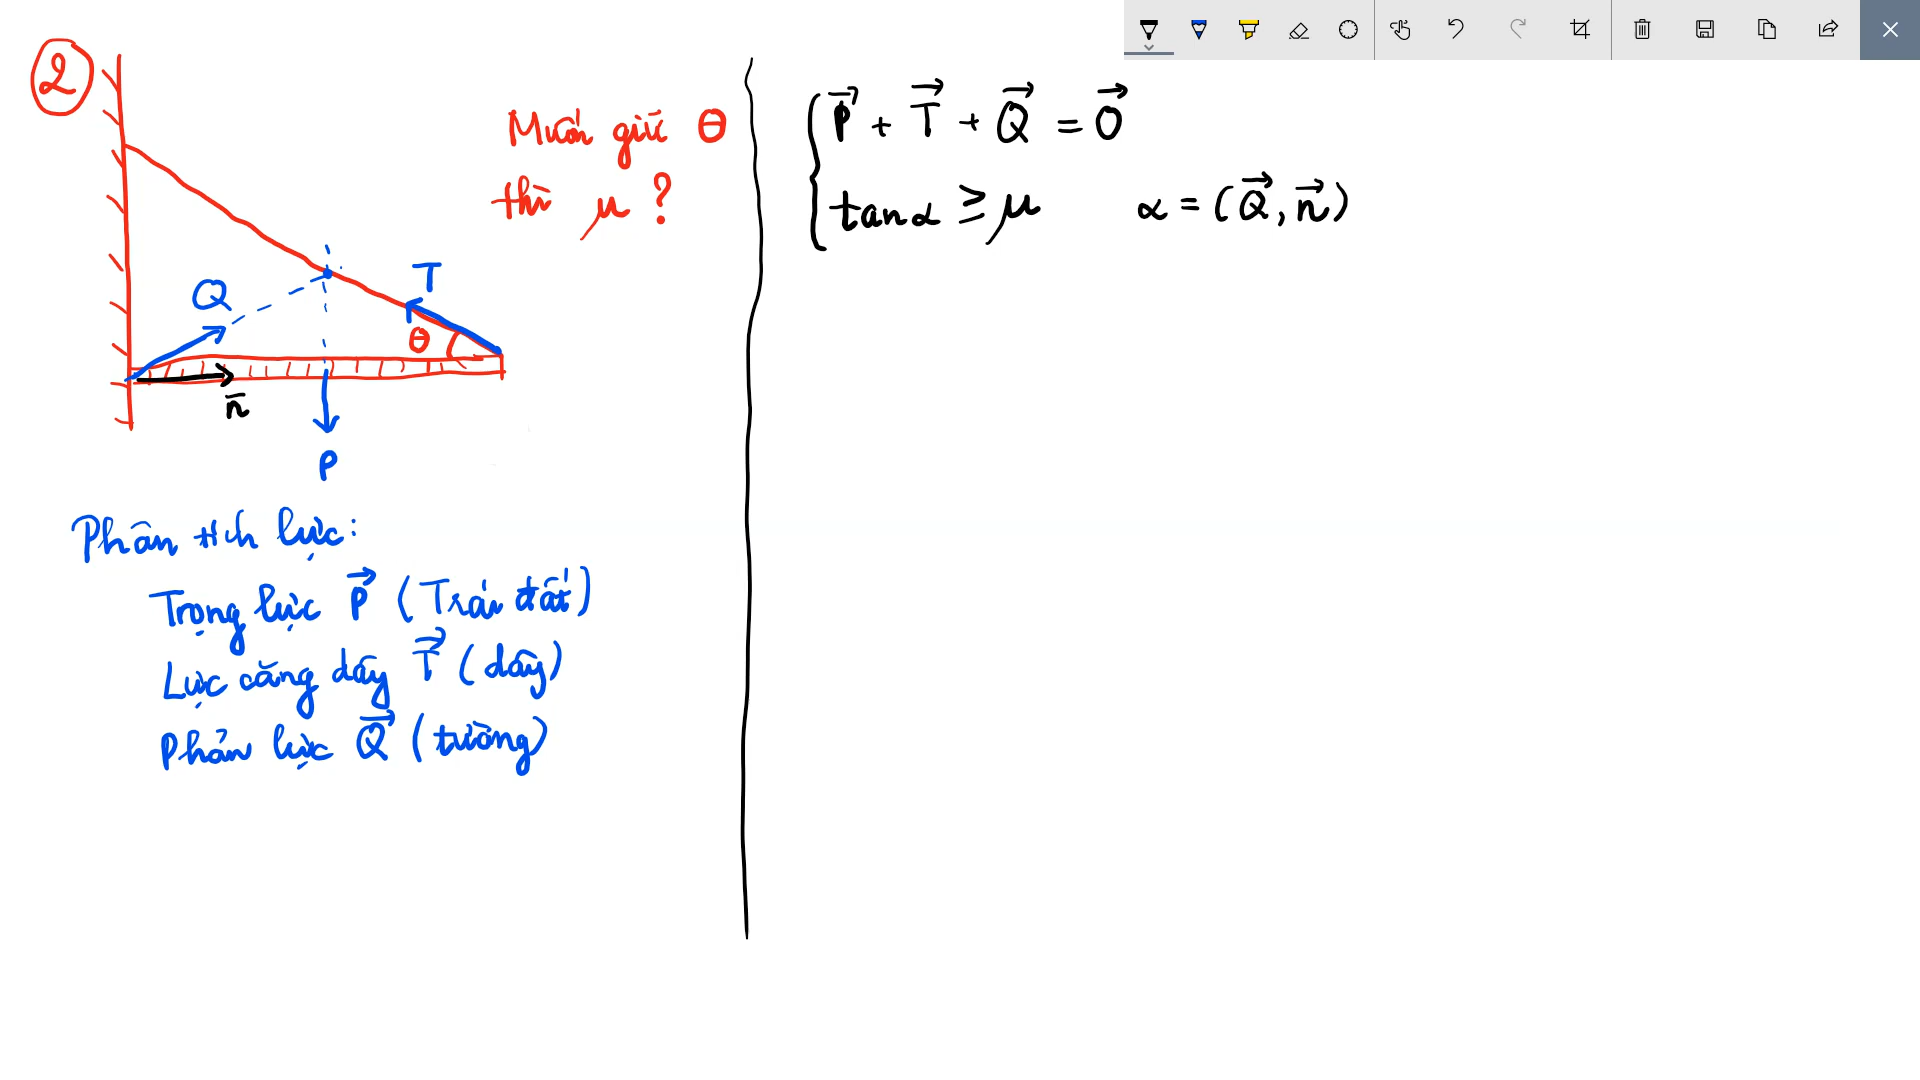 2
Muốn giữ θ
thì μ ?
Q
T
θ
n
P
Phân tích lực:
Trọng lực P (Trái đất)
Lực căng dây T (dây)
Phản lực Q (tường)
P + T + Q = 0
tanα ≥ μ α = (Q, n)